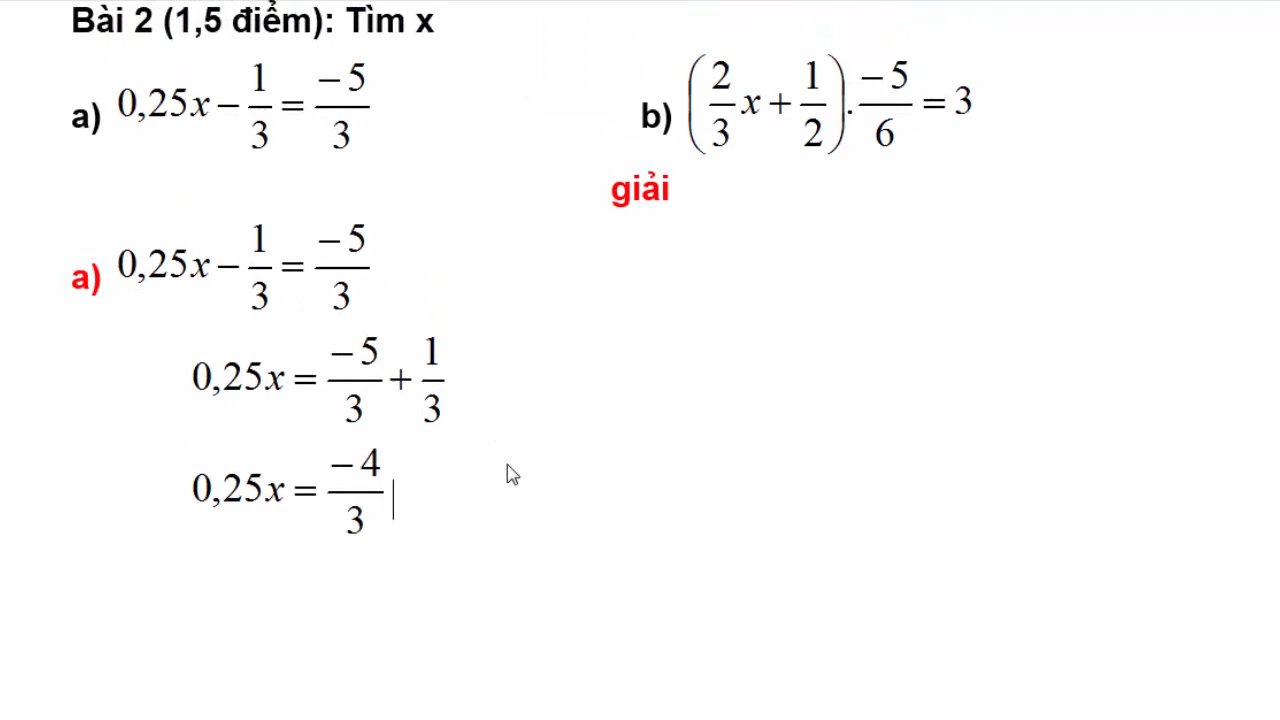 Bài 2 (1,5 điểm): Tìm x
a) 0,25x − 1/3 = −5/3
b) (2/3 x + 1/2) . −5/6 = 3
giải
a) 0,25x − 1/3 = −5/3
0,25x = −5/3 + 1/3
0,25x = −4/3